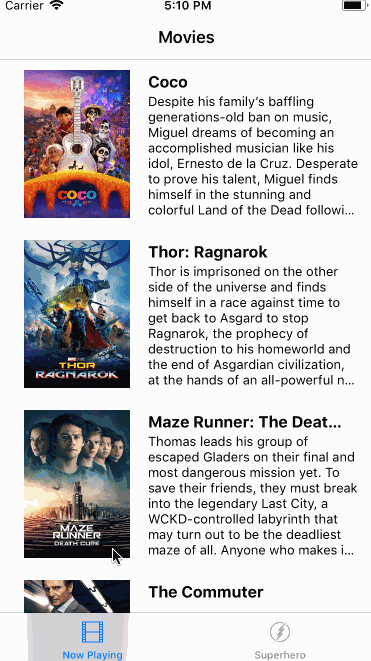 Carrier 5:10 PM
Movies
Coco
Despite his family's baffling
generations-old ban on music,
Miguel dreams of becoming an
accomplished musician like his
idol, Ernesto de la Cruz. Desperate
to prove his talent, Miguel finds
himself in the stunning and
colorful Land of the Dead followi...
COCO
Thor: Ragnarok
Thor is imprisoned on the other
side of the universe and finds
himself in a race against time to
get back to Asgard to stop
Ragnarok, the prophecy of
destruction to his homeworld and
the end of Asgardian civilization,
at the hands of an all-powerful n...
THOR
RAGNAROK
Maze Runner: The Deat...
Thomas leads his group of
escaped Gladers on their final and
most dangerous mission yet. To
save their friends, they must break
into the legendary Last City, a
WCKD-controlled labyrinth that
may turn out to be the deadliest
maze of all. Anyone who makes i...
MAZE
RUNNER
DEATH CURE
The Commuter
Now Playing
Superhero